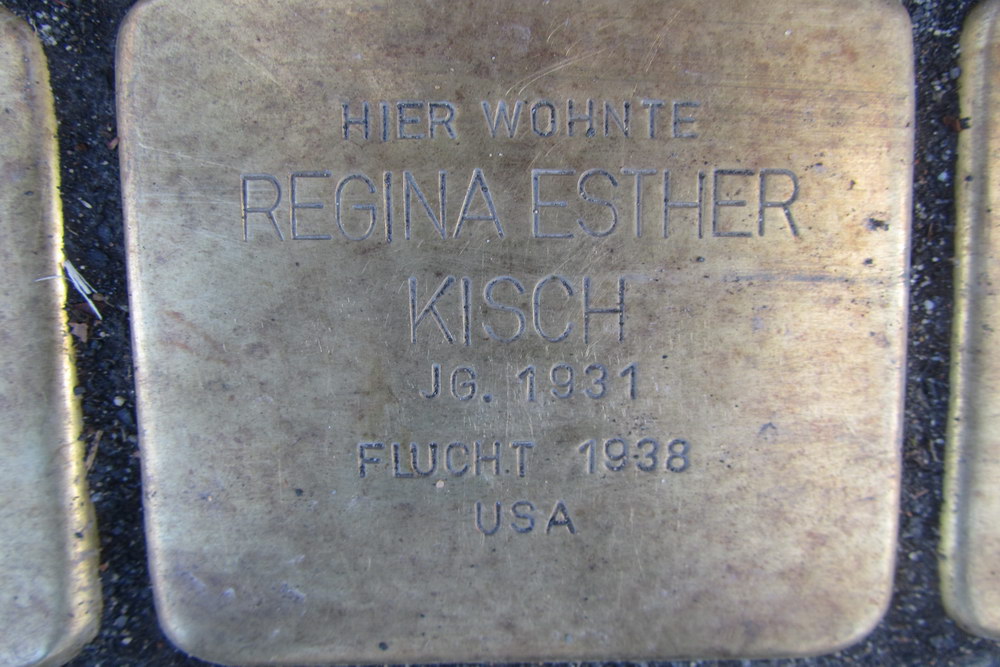 HIER WOHNTE
REGINA ESTHER
KISCH
JG. 1931
FLUCHT 1938
USA